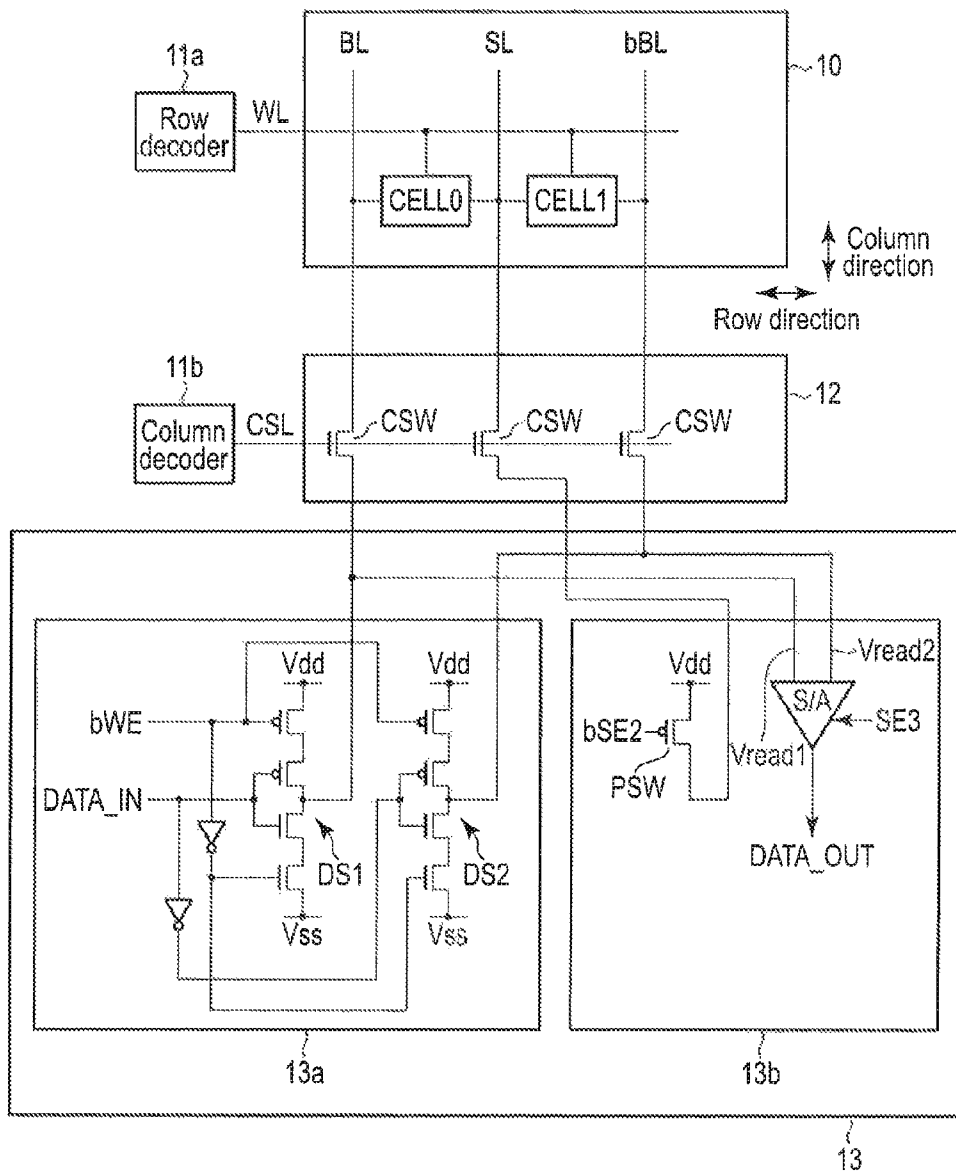 BL
SL
bBL
11a
10
Row
decoder
WL
CELL0
CELL1
Column
direction
Row direction
11b
12
Column
decoder
CSL
CSW
CSW
CSW
Vdd
Vdd
Vdd
Vread2
bWE
S/A
SE3
bSE2
Vread1
DATA_IN
PSW
DS1
DS2
DATA_OUT
Vss
Vss
13a
13b
13